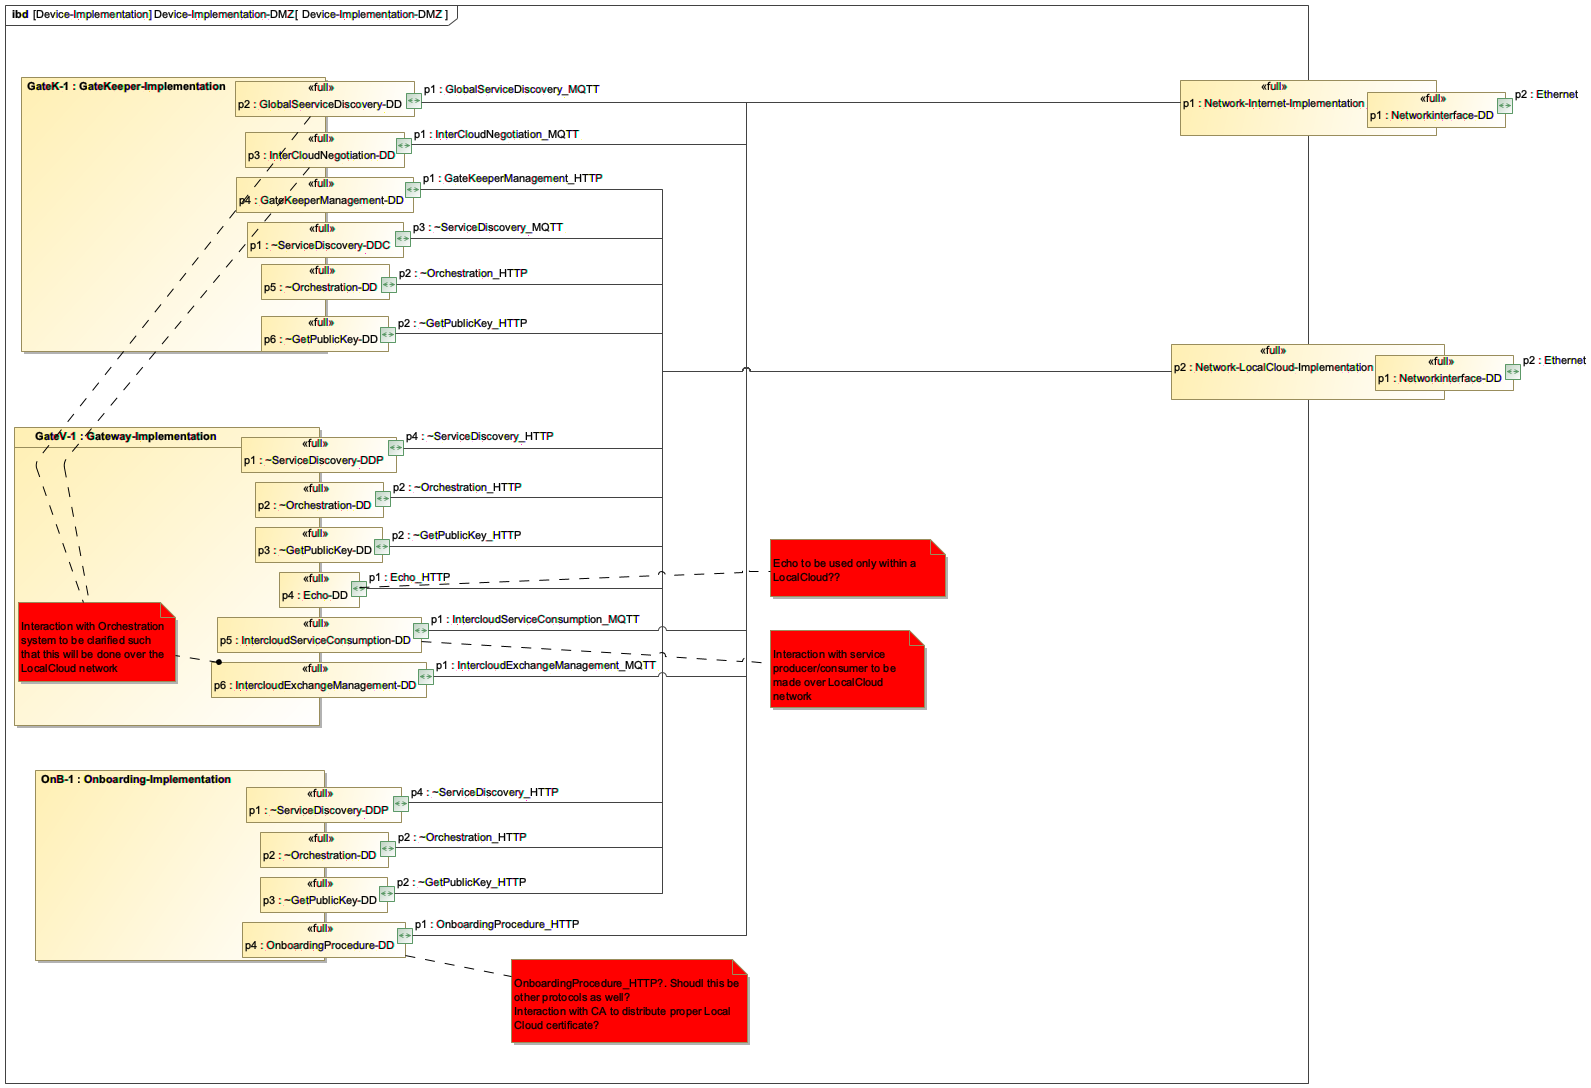 ibd [Device-Implementation] Device-Implementation-DMZ[ Device-Implementation-DMZ ]
GateK-1 : GateKeeper-Implementation
«full»
p2 : GlobalSeerviceDiscovery-DD
p1 : GlobalServiceDiscovery_MQTT
«full»
p3 : InterCloudNegotiation-DD
p1 : InterCloudNegotiation_MQTT
«full»
p4 : GateKeeperManagement-DD
p1 : GateKeeperManagement_HTTP
«full»
p1 : ~ServiceDiscovery-DDC
p3 : ~ServiceDiscovery_MQTT
«full»
p5 : ~Orchestration-DD
p2 : ~Orchestration_HTTP
«full»
p6 : ~GetPublicKey-DD
p2 : ~GetPublicKey_HTTP
«full»
p1 : Network-Internet-Implementation
«full»
p1 : Networkinterface-DD
p2 : Ethernet
«full»
p2 : Network-LocalCloud-Implementation
«full»
p1 : Networkinterface-DD
p2 : Ethernet
GateV-1 : Gateway-Implementation
«full»
p1 : ~ServiceDiscovery-DDP
p4 : ~ServiceDiscovery_HTTP
«full»
p2 : ~Orchestration-DD
p2 : ~Orchestration_HTTP
«full»
p3 : ~GetPublicKey-DD
p2 : ~GetPublicKey_HTTP
«full»
p4 : Echo-DD
p1 : Echo_HTTP
«full»
p5 : IntercloudServiceConsumption-DD
p1 : IntercloudServiceConsumption_MQTT
«full»
p6 : IntercloudExchangeManagement-DD
p1 : IntercloudExchangeManagement_MQTT
Interaction with Orchestration
system to be clarified such
that this will be done over the
LocalCloud network
Echo to be used only within a
LocalCloud??
Interaction with service
producer/consumer to be
made over LocalCloud
network
OnB-1 : Onboarding-Implementation
«full»
p1 : ~ServiceDiscovery-DDP
p4 : ~ServiceDiscovery_HTTP
«full»
p2 : ~Orchestration-DD
p2 : ~Orchestration_HTTP
«full»
p3 : ~GetPublicKey-DD
p2 : ~GetPublicKey_HTTP
«full»
p4 : OnboardingProcedure-DD
p1 : OnboardingProcedure_HTTP
OnboardingProcedure_HTTP?. Shoudl this be
other protocols as well?
Interaction with CA to distribute proper Local
Cloud certificate?